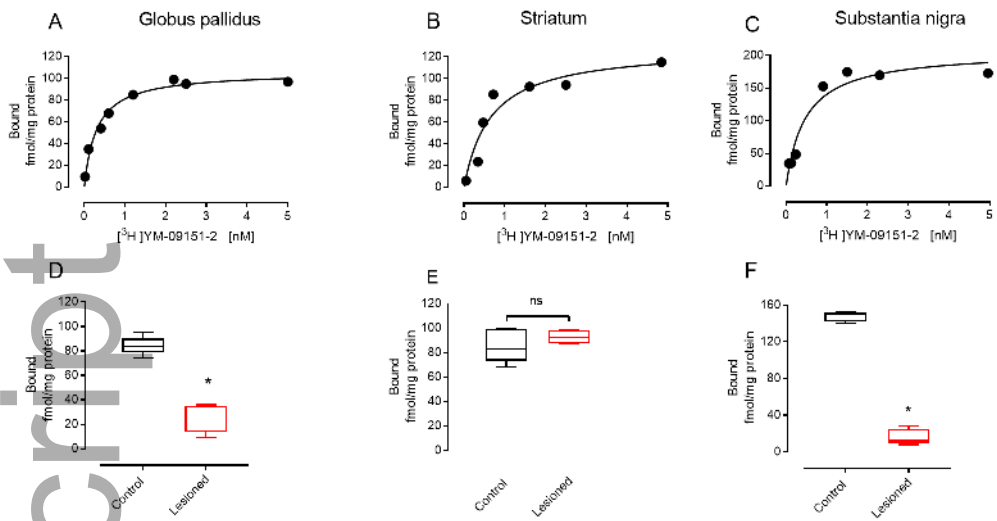 A Globus pallidus
B Striatum
C Substantia nigra
Bound
fmol/mg protein
120
100
80
60
40
20
0
0 1 2 3 4 5
[³H ]YM-09151-2 [nM]
Bound
fmol/mg protein
120
100
80
60
40
20
0
0 1 2 3 4 5
[³H ]YM-09151-2 [nM]
Bound
fmol/mg protein
200
150
100
50
0
0 1 2 3 4 5
[³H ]YM-09151-2 [nM]
D
Bound
fmol/mg protein
120
100
80
60
40
20
0
*
Control
Lesioned
E
Bound
fmol/mg protein
120
100
80
60
40
20
0
ns
Control
Lesioned
F
Bound
fmol/mg protein
160
120
80
40
0
*
Control
Lesioned
cript